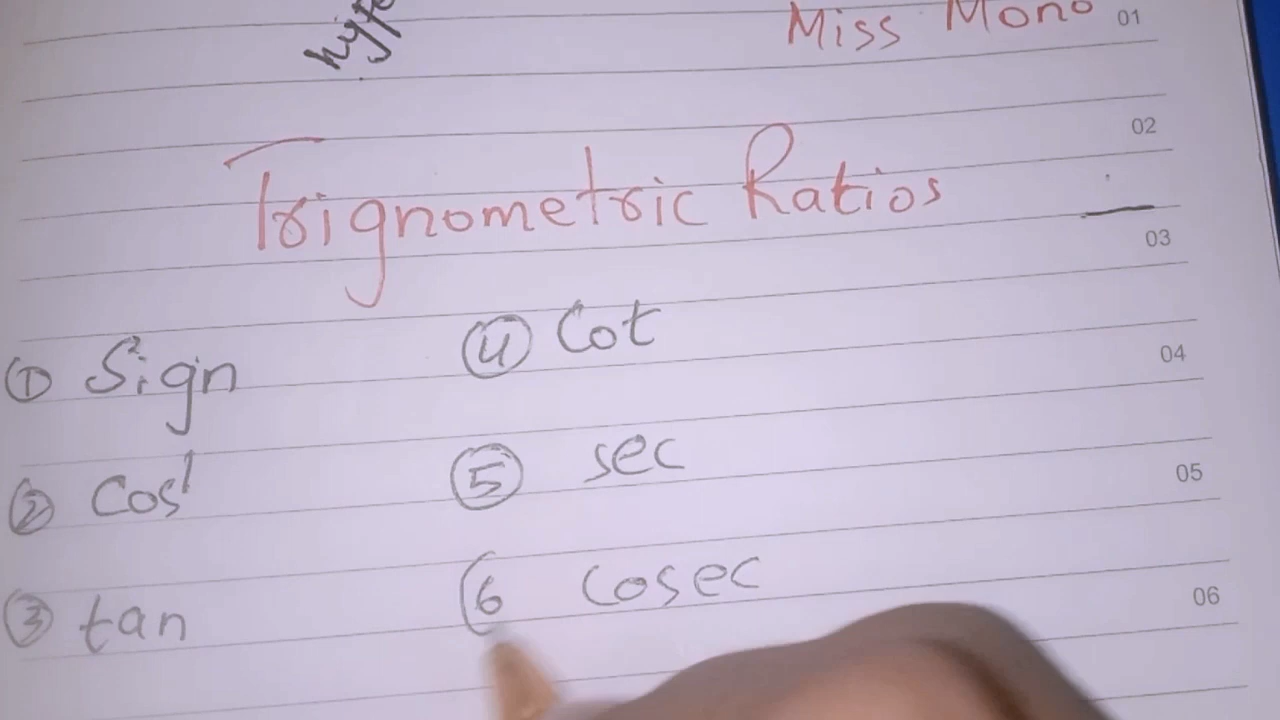 Miss Mono 01
Trignometric Ratios
02
03
① Sign
② Cos
③ tan
④ Cot
⑤ sec
6 Cosec
04
05
06